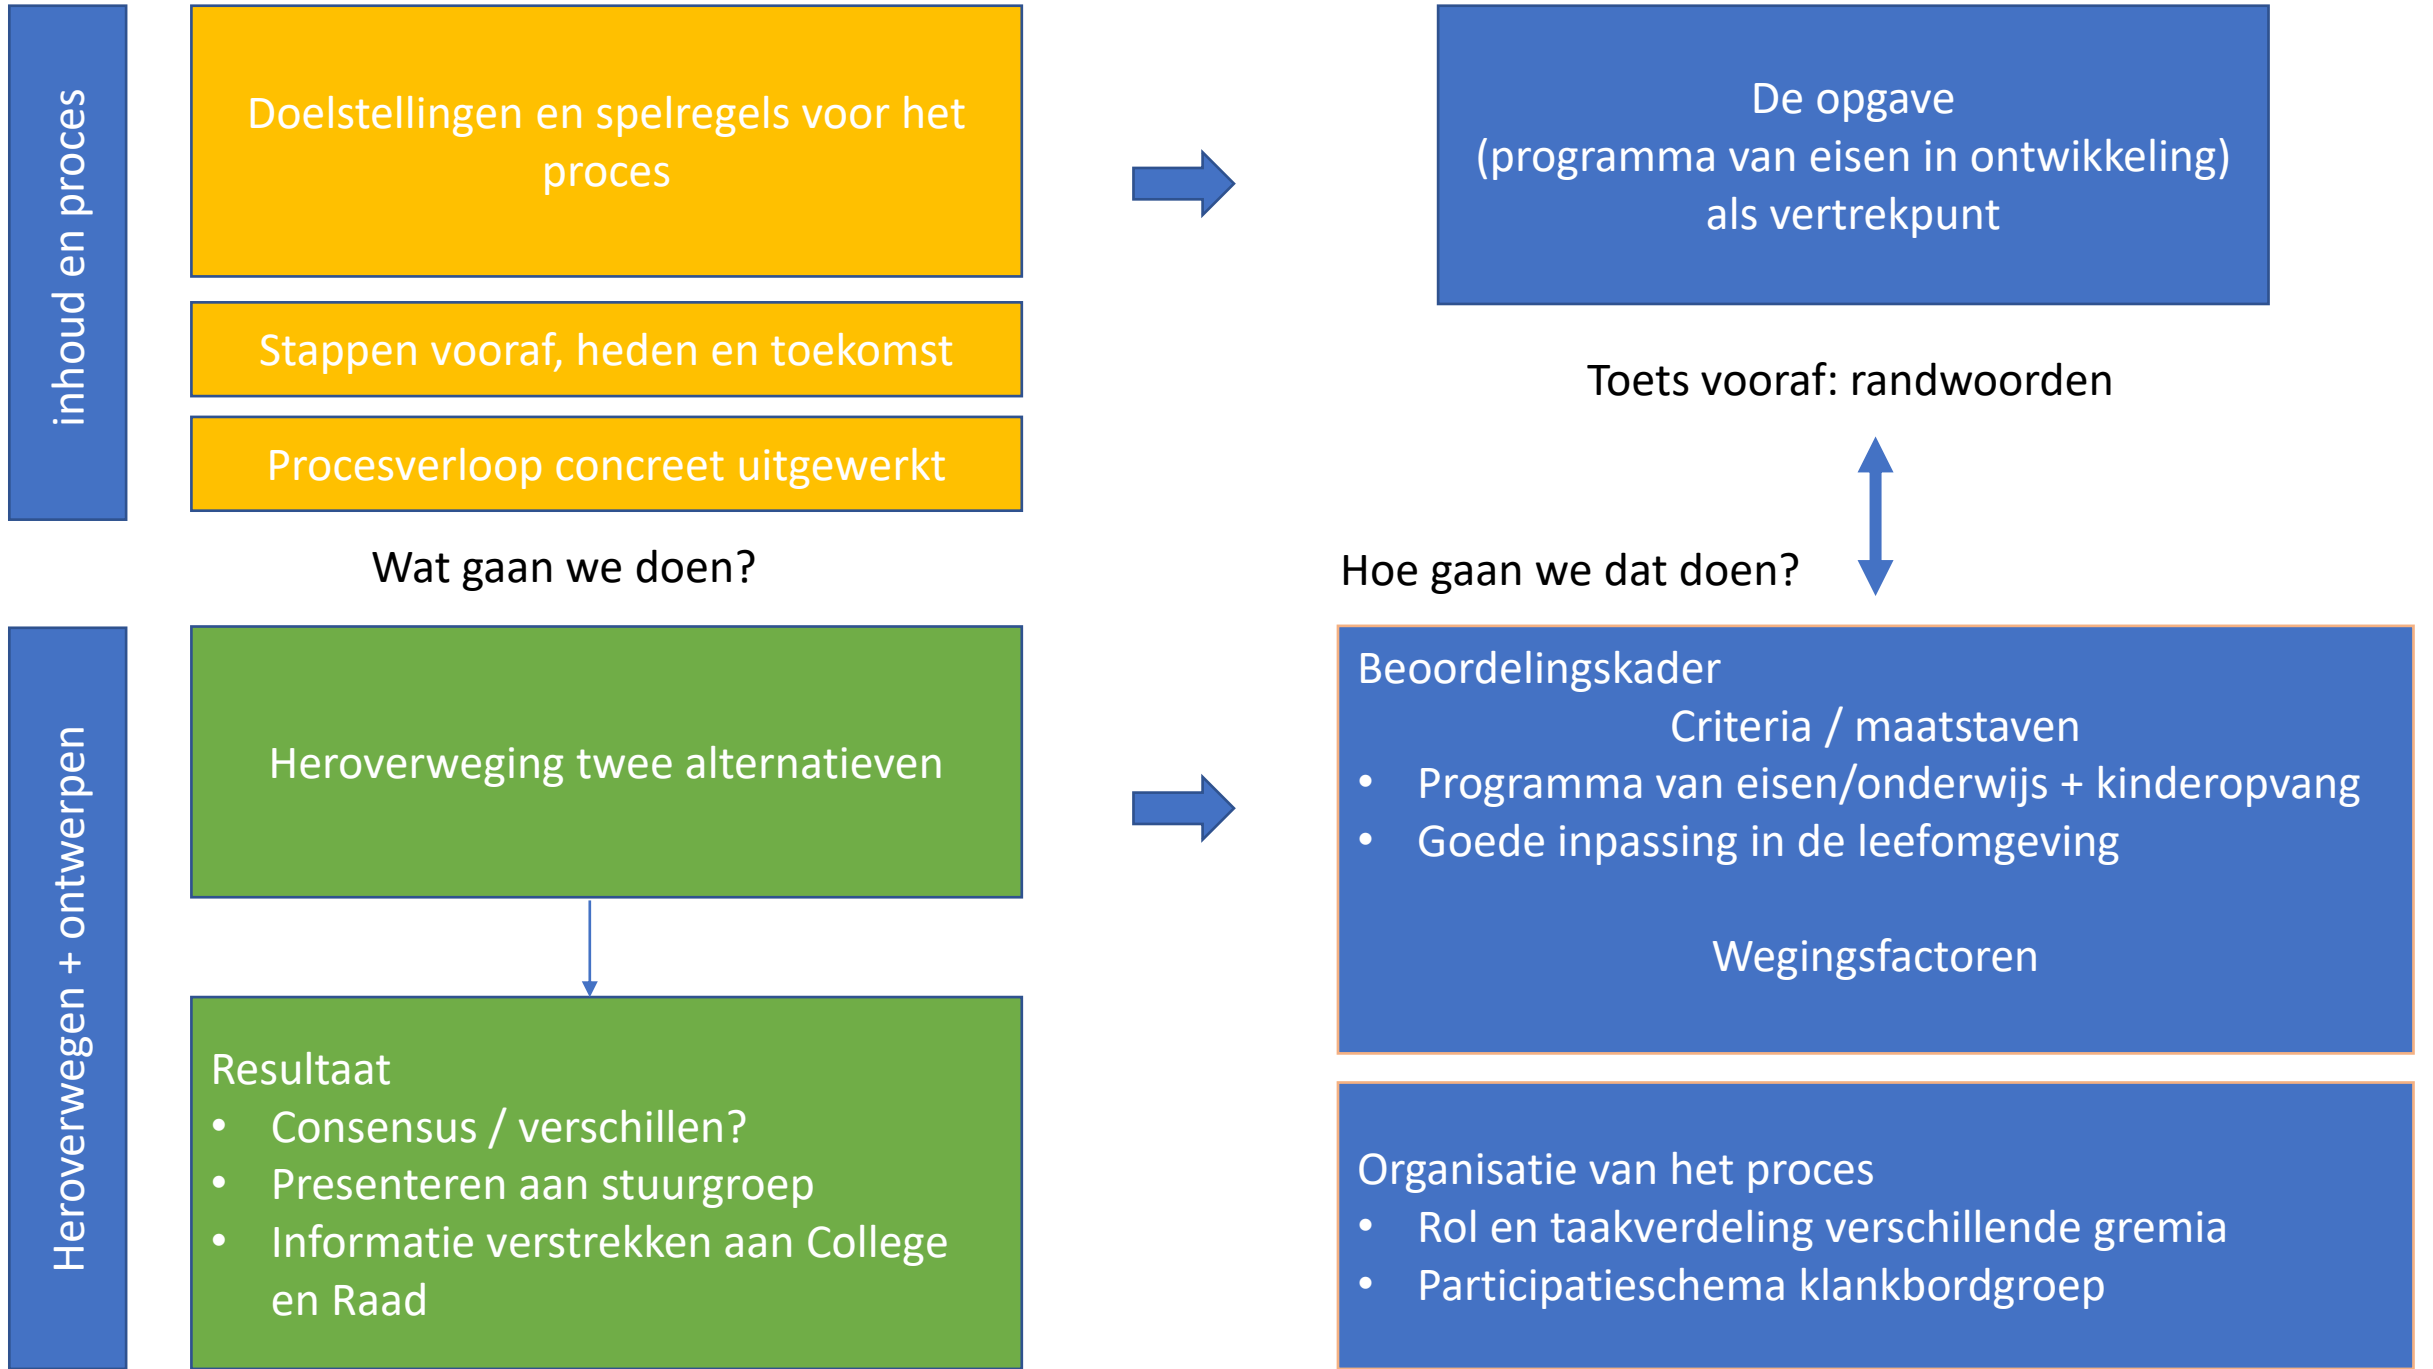 inhoud en proces
Doelstellingen en spelregels voor het
proces
Stappen vooraf, heden en toekomst
Procesverloop concreet uitgewerkt
De opgave
(programma van eisen in ontwikkeling)
als vertrekpunt
Toets vooraf: randwoorden
Wat gaan we doen?
Hoe gaan we dat doen?
Heroverwegen + ontwerpen
Heroverweging twee alternatieven
Resultaat
• Consensus / verschillen?
• Presenteren aan stuurgroep
• Informatie verstrekken aan College
en Raad
Beoordelingskader
Criteria / maatstaven
• Programma van eisen/onderwijs + kinderopvang
• Goede inpassing in de leefomgeving
Wegingsfactoren
Organisatie van het proces
• Rol en taakverdeling verschillende gremia
• Participatieschema klankbordgroep